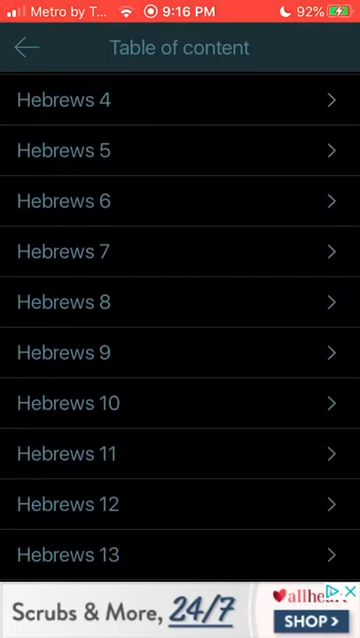 Metro by T... 9:16 PM 92%
Table of content
Hebrews 4
Hebrews 5
Hebrews 6
Hebrews 7
Hebrews 8
Hebrews 9
Hebrews 10
Hebrews 11
Hebrews 12
Hebrews 13
allhea
Scrubs & More, 24/7
SHOP >